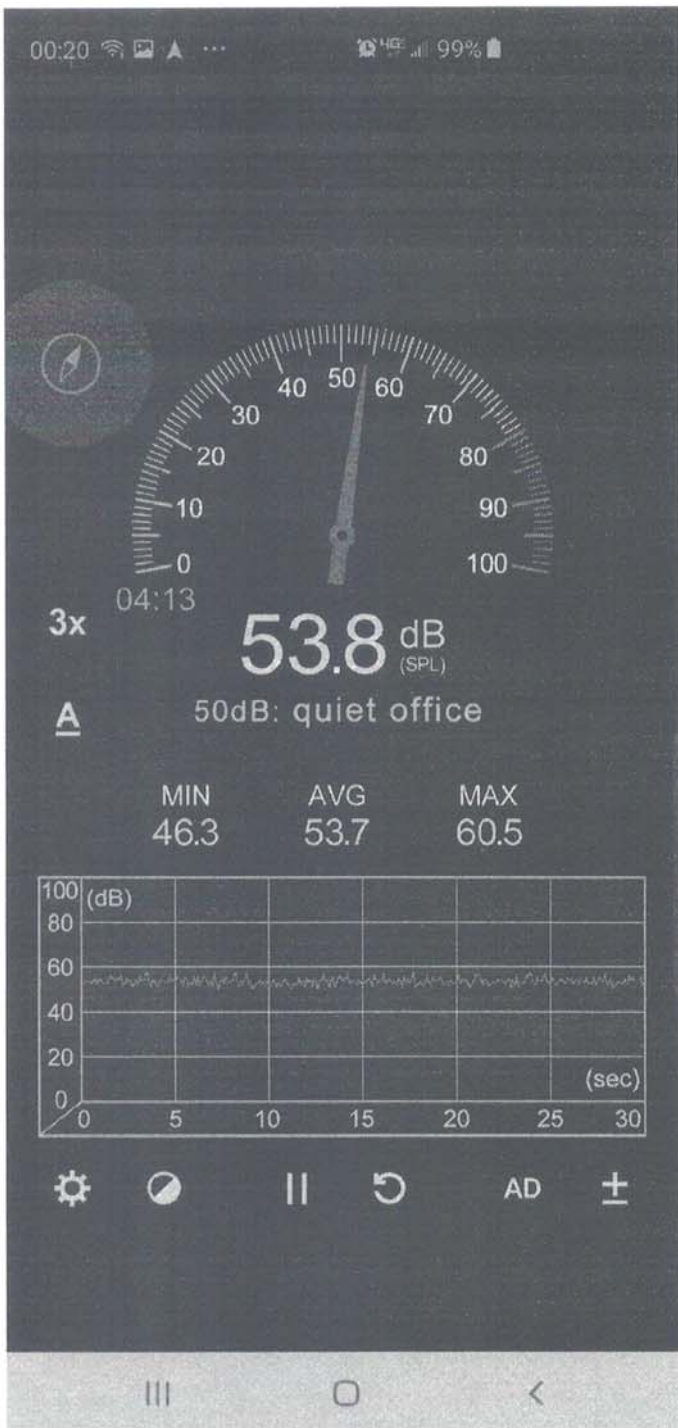 00:20 ... 4GE 99%
50
40 60
30 70
20 80
10 90
0 100
04:13
3x
53.8 dB
(SPL)
A 50dB: quiet office
MIN AVG MAX
46.3 53.7 60.5
100 (dB)
80
60
40
20
(sec)
0
0 5 10 15 20 25 30
AD